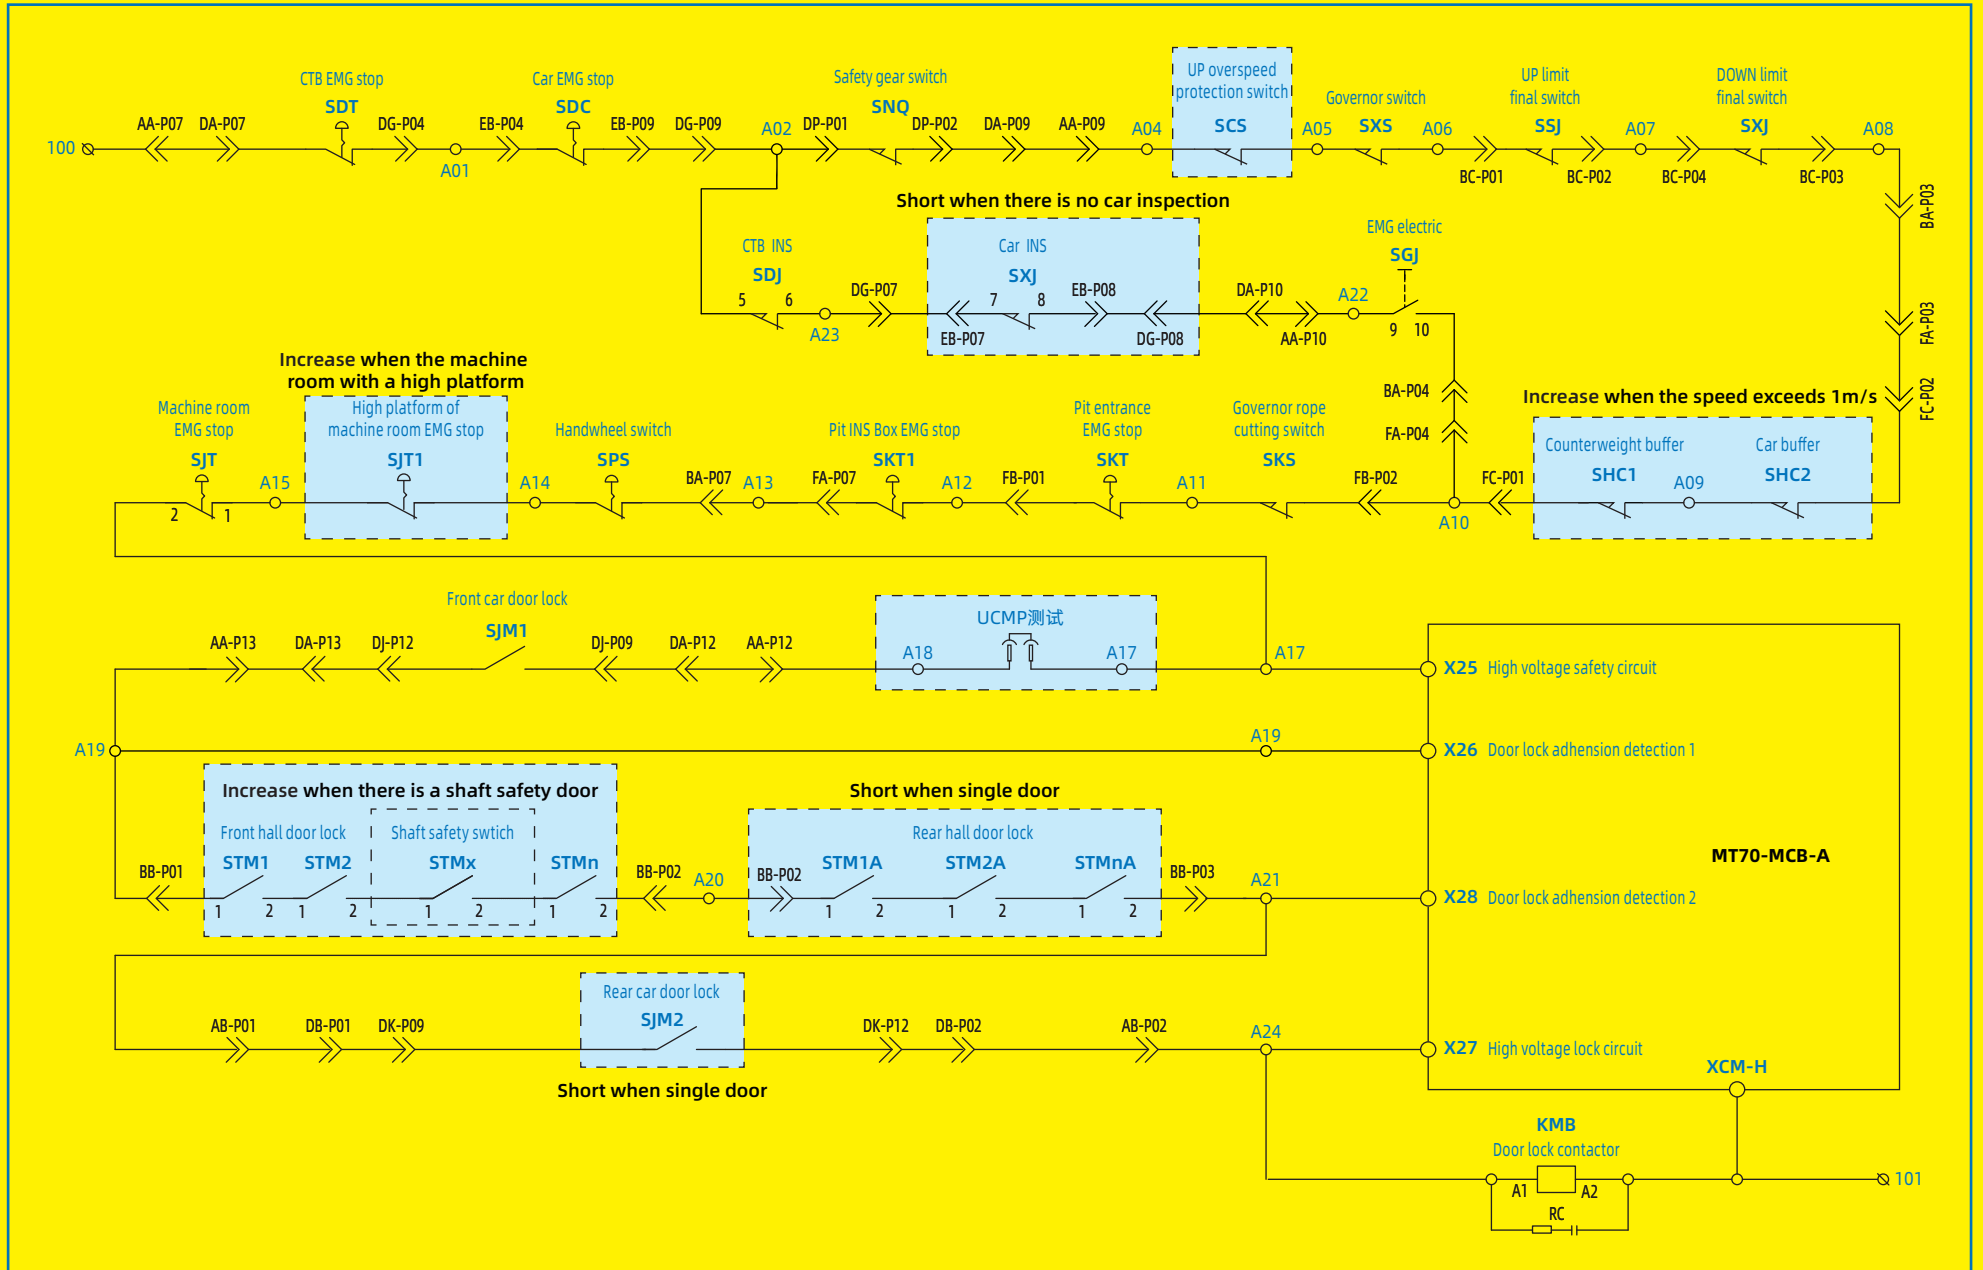 CTB EMG stop
SDT
Car EMG stop
SDC
Safety gear switch
SNQ
UP overspeed
protection switch
SCS
Governor switch
SXS
UP limit
final switch
SSJ
DOWN limit
final switch
SXJ
100
AA-P07
DA-P07
DG-P04
A01
EB-P04
EB-P09
DG-P09
A02
DP-P01
DP-P02
DA-P09
AA-P09
A04
A05
A06
BC-P01
BC-P02
A07
BC-P04
BC-P03
A08
BA-P03
FA-P03
FC-P02
Short when there is no car inspection
CTB INS
SDJ
5
6
A23
DG-P07
Car INS
SXJ
EB-P07
7
8
EB-P08
DG-P08
DA-P10
AA-P10
A22
EMG electric
SGJ
9
10
BA-P04
FA-P04
Increase when the machine
room with a high platform
Increase when the speed exceeds 1m/s
Machine room
EMG stop
SJT
2
1
A15
High platform of
machine room EMG stop
SJT1
A14
Handwheel switch
SPS
BA-P07
A13
FA-P07
Pit INS Box EMG stop
SKT1
A12
FB-P01
Pit entrance
EMG stop
SKT
A11
Governor rope
cutting switch
SKS
FB-P02
A10
FC-P01
Counterweight buffer
SHC1
A09
Car buffer
SHC2
Front car door lock
SJM1
AA-P13
DA-P13
DJ-P12
DJ-P09
DA-P12
AA-P12
UCMP测试
A18
A17
A17
X25 High voltage safety circuit
A19
A19
X26 Door lock adhension detection 1
Increase when there is a shaft safety door
Short when single door
BB-P01
Front hall door lock
STM1
STM2
Shaft safety swtich
STMx
STMn
1
2
1
2
1
2
1
2
BB-P02
A20
BB-P02
Rear hall door lock
STM1A
STM2A
STMnA
1
2
1
2
1
2
BB-P03
A21
X28 Door lock adhension detection 2
MT70-MCB-A
AB-P01
DB-P01
DK-P09
Rear car door lock
SJM2
Short when single door
DK-P12
DB-P02
AB-P02
A24
X27 High voltage lock circuit
XCM-H
KMB
Door lock contactor
A1
A2
RC
101